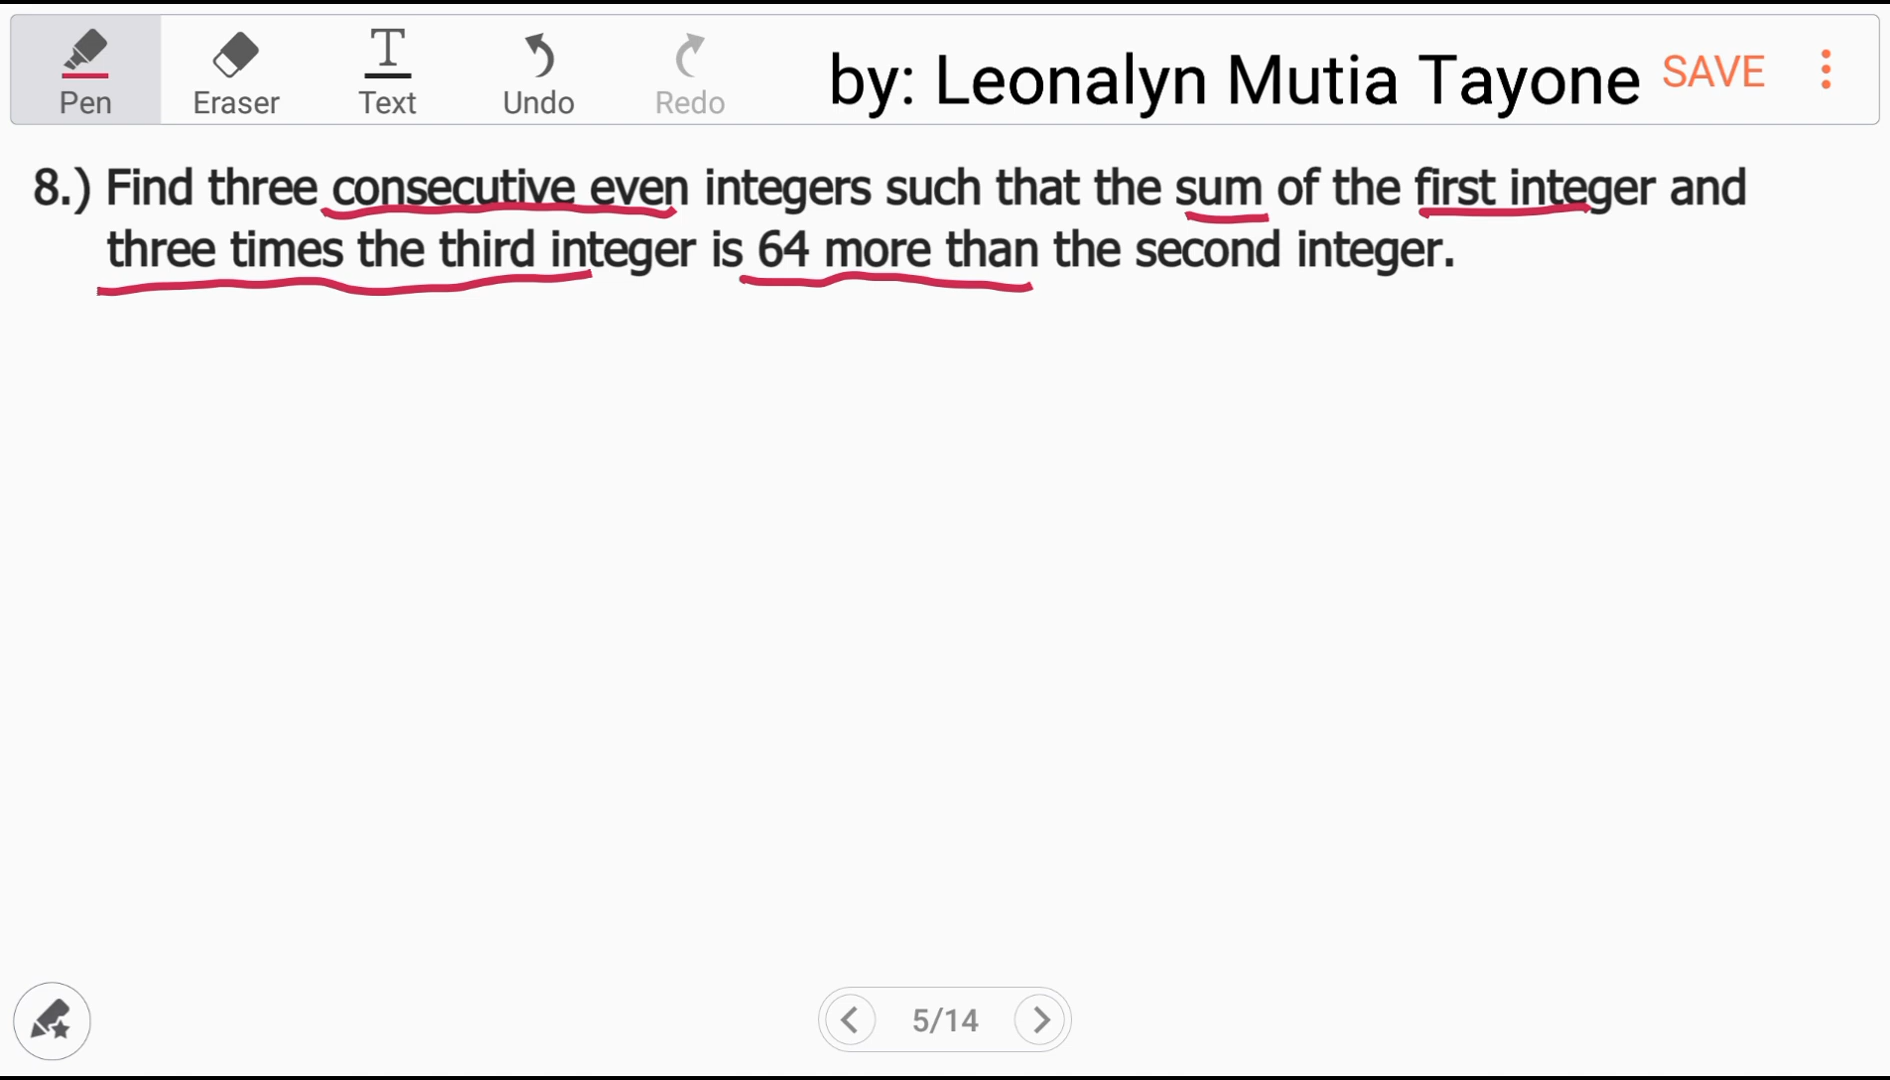 Pen Eraser Text Undo Redo by: Leonalyn Mutia Tayone SAVE
8.) Find three consecutive even integers such that the sum of the first integer and
three times the third integer is 64 more than the second integer.
5/14